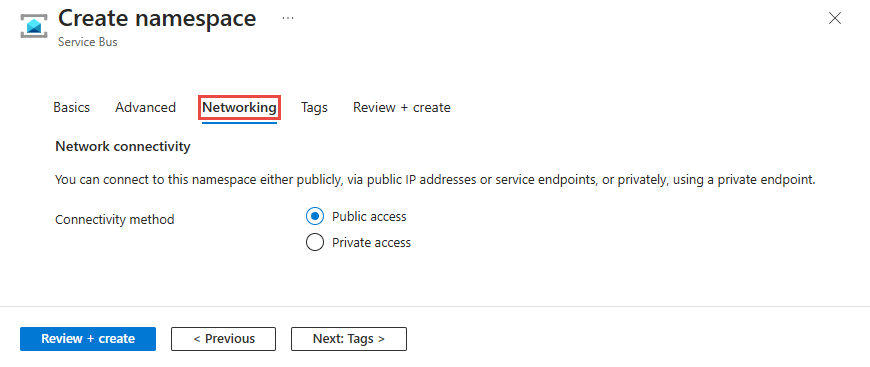 Create namespace ...
Service Bus
Basics Advanced Networking Tags Review + create
Network connectivity
You can connect to this namespace either publicly, via public IP addresses or service endpoints, or privately, using a private endpoint.
Connectivity method
Public access
Private access
Review + create < Previous Next: Tags >